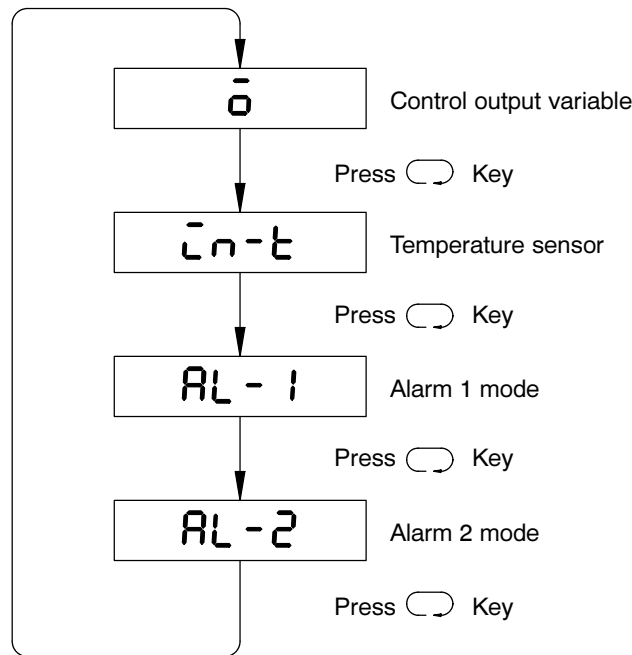 ō
Control output variable
Press Key
in-t
Temperature sensor
Press Key
AL-1
Alarm 1 mode
Press Key
AL-2
Alarm 2 mode
Press Key